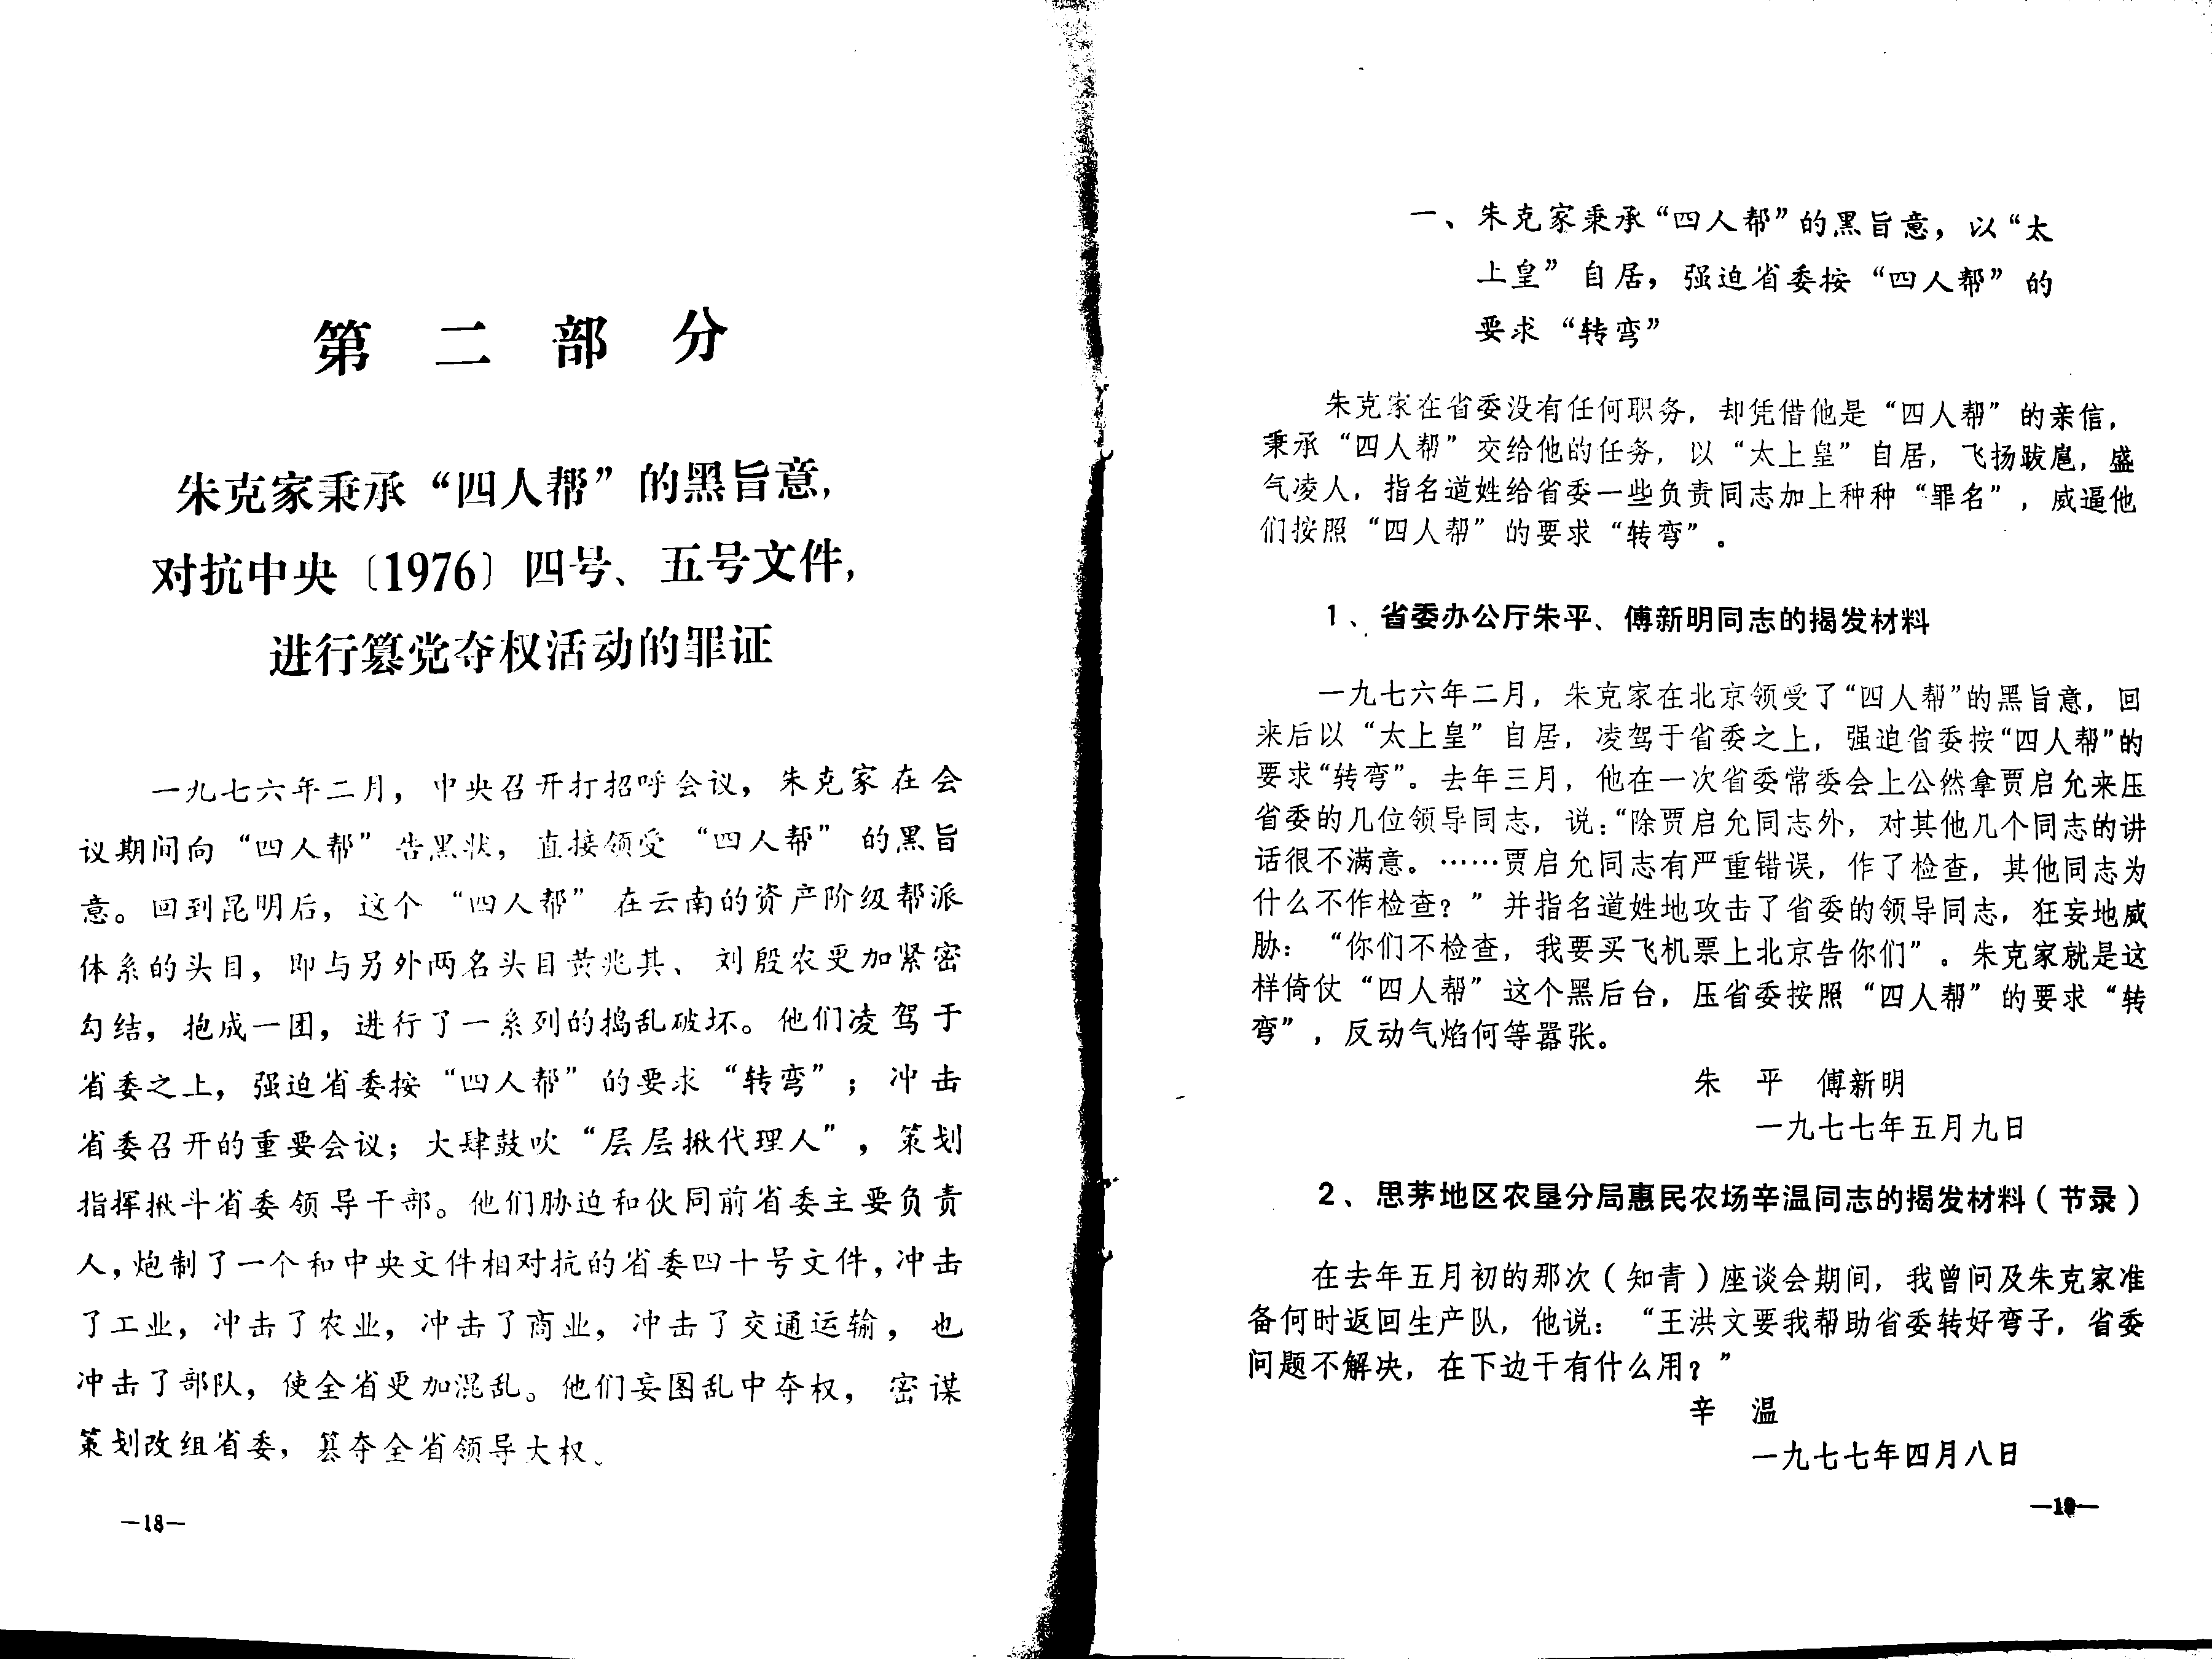 第二部分
朱克家秉承“四人帮”的黑旨意，
对抗中央〔1976〕四号、五号文件，
进行篡党夺权活动的罪证
一九七六年二月，中央召开打招呼会议，朱克家在会
议期间向“四人帮”告黑状，直接领受“四人帮”的黑旨
意。回到昆明后，这个“四人帮”在云南的资产阶级帮派
体系的头目，即与另外两名头目黄兆其、刘殷农更加紧密
勾结，抱成一团，进行了一系列的捣乱破坏。他们凌驾于
省委之上，强迫省委按“四人帮”的要求“转弯”；冲击
省委召开的重要会议；大肆鼓吹“层层揪代理人”，策划
指挥揪斗省委领导干部。他们胁迫和伙同前省委主要负责
人，炮制了一个和中央文件相对抗的省委四十号文件，冲击
了工业，冲击了农业，冲击了商业，冲击了交通运输，也
冲击了部队，使全省更加混乱。他们妄图乱中夺权，密谋
策划改组省委，篡夺全省领导大权。
—18—
一、朱克家秉承“四人帮”的黑旨意，以“太
上皇”自居，强迫省委按“四人帮”的
要求“转弯”
朱克家在省委没有任何职务，却凭借他是“四人帮”的亲信，
秉承“四人帮”交给他的任务，以“太上皇”自居，飞扬跋扈，盛
气凌人，指名道姓给省委一些负责同志加上种种“罪名”，威逼他
们按照“四人帮”的要求“转弯”。
1、省委办公厅朱平、傅新明同志的揭发材料
一九七六年二月，朱克家在北京领受了“四人帮”的黑旨意，回
来后以“太上皇”自居，凌驾于省委之上，强迫省委按“四人帮”的
要求“转弯”。去年三月，他在一次省委常委会上公然拿贾启允来压
省委的几位领导同志，说：“除贾启允同志外，对其他几个同志的讲
话很不满意。……贾启允同志有严重错误，作了检查，其他同志为
什么不作检查？”并指名道姓地攻击了省委的领导同志，狂妄地威
胁：“你们不检查，我要买飞机票上北京告你们”。朱克家就是这
样倚仗“四人帮”这个黑后台，压省委按照“四人帮”的要求“转
弯”，反动气焰何等嚣张。
朱　平　傅新明
一九七七年五月九日
2、思茅地区农垦分局惠民农场辛温同志的揭发材料（节录）
在去年五月初的那次（知青）座谈会期间，我曾问及朱克家准
备何时返回生产队，他说：“王洪文要我帮助省委转好弯子，省委
问题不解决，在下边干有什么用？”
辛　温
一九七七年四月八日
—19—